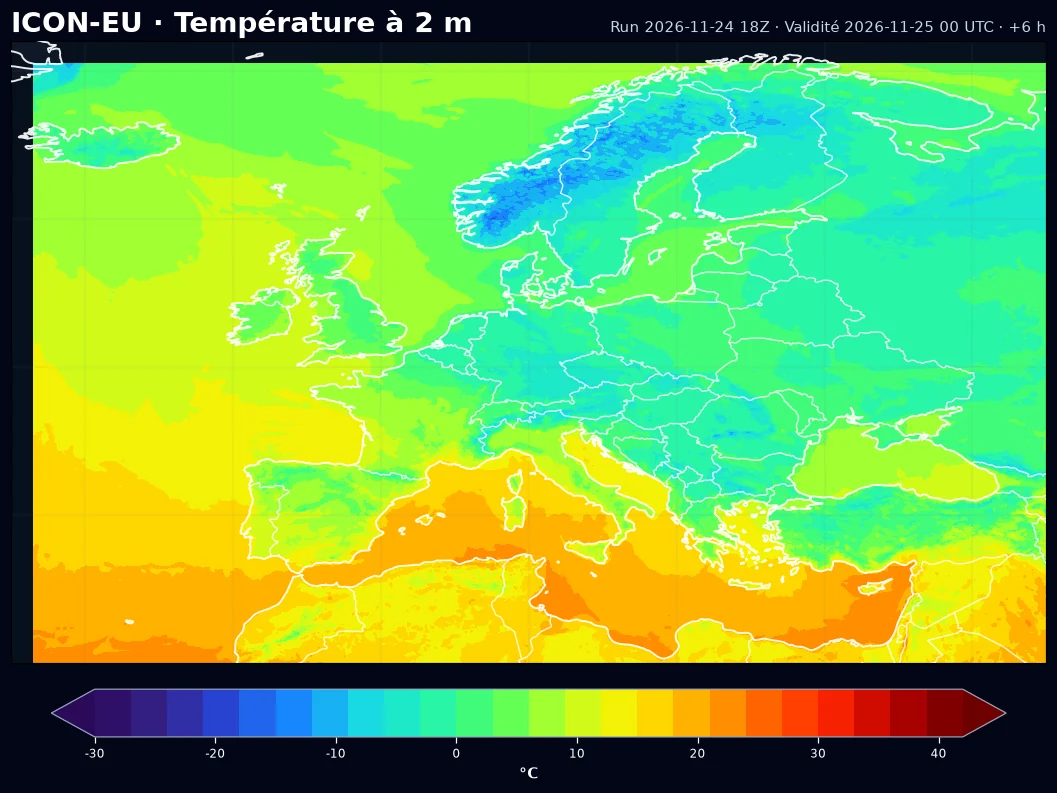 ICON-EU · Température à 2 m
Run 2026-11-24 18Z · Validité 2026-11-25 00 UTC · +6 h
-30 -20 -10 0 10 20 30 40
°C